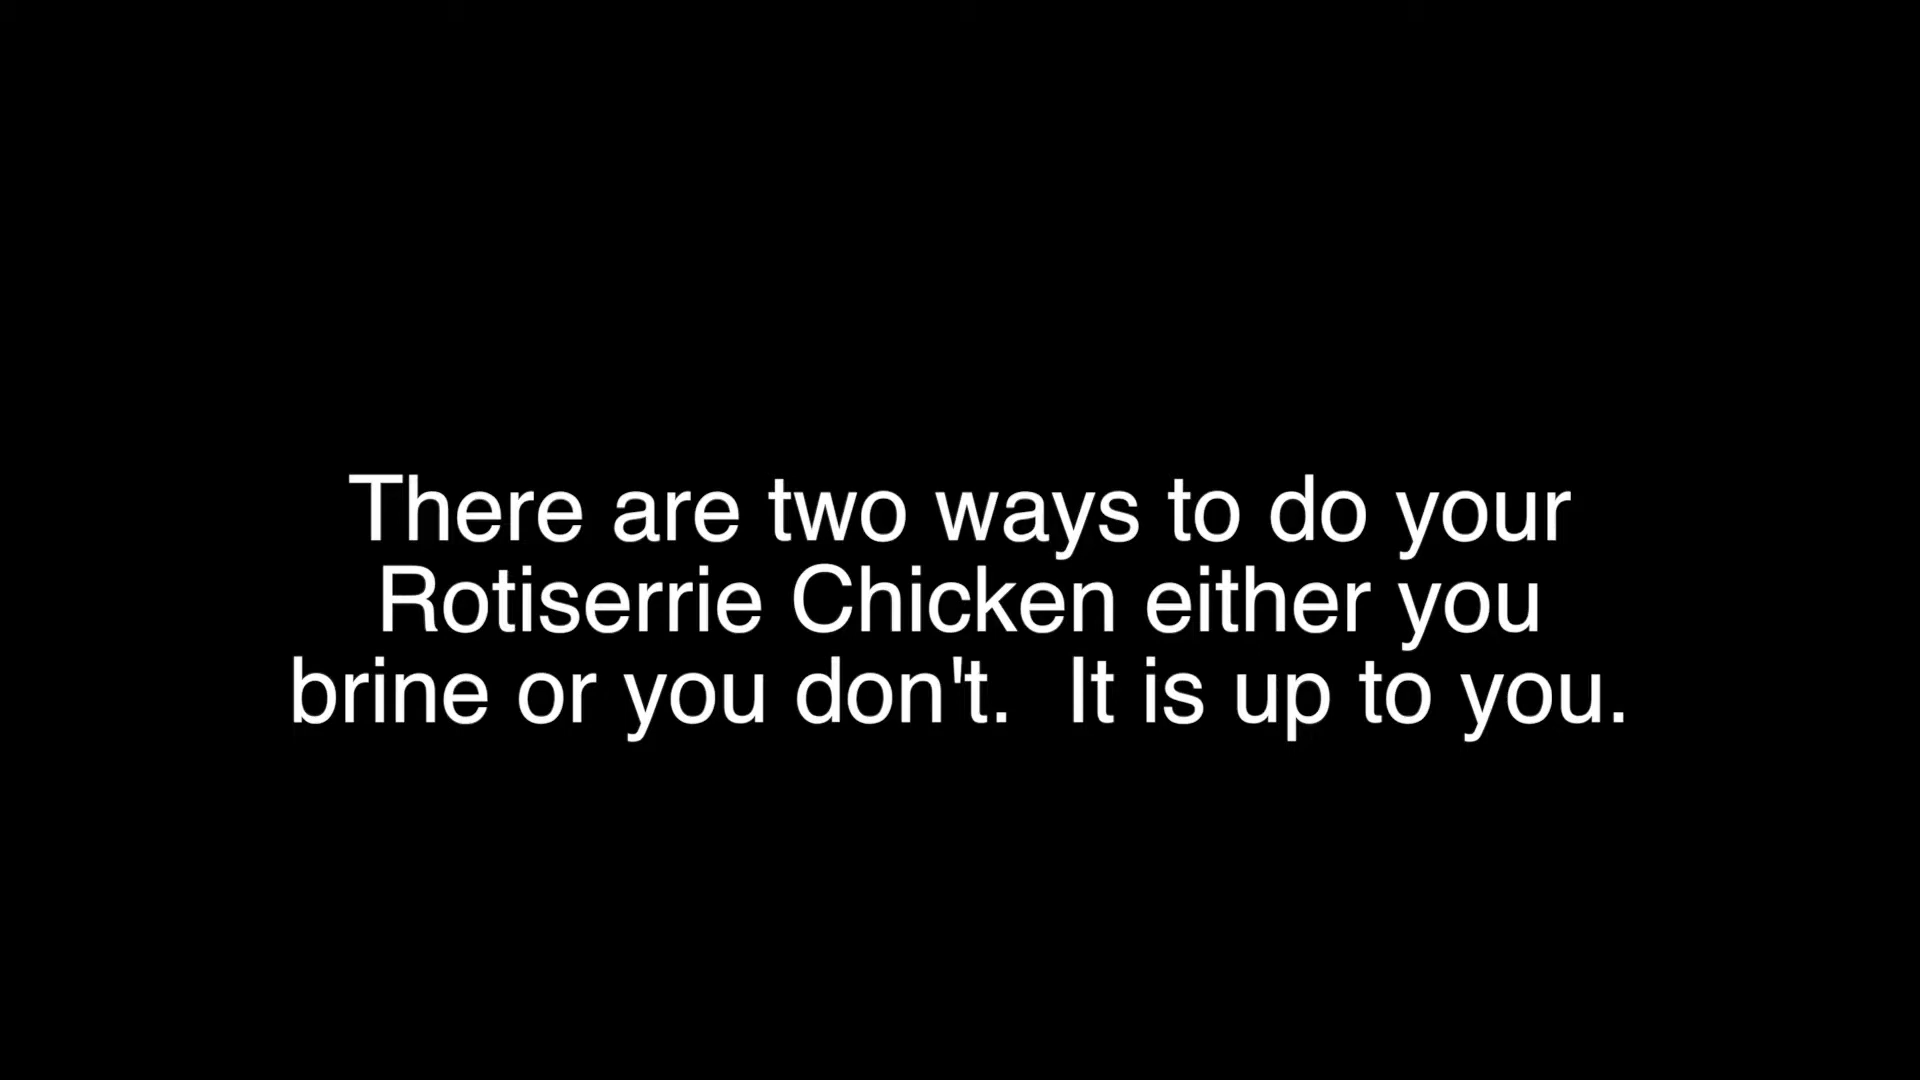 There are two ways to do your
Rotiserrie Chicken either you
brine or you don't.  It is up to you.